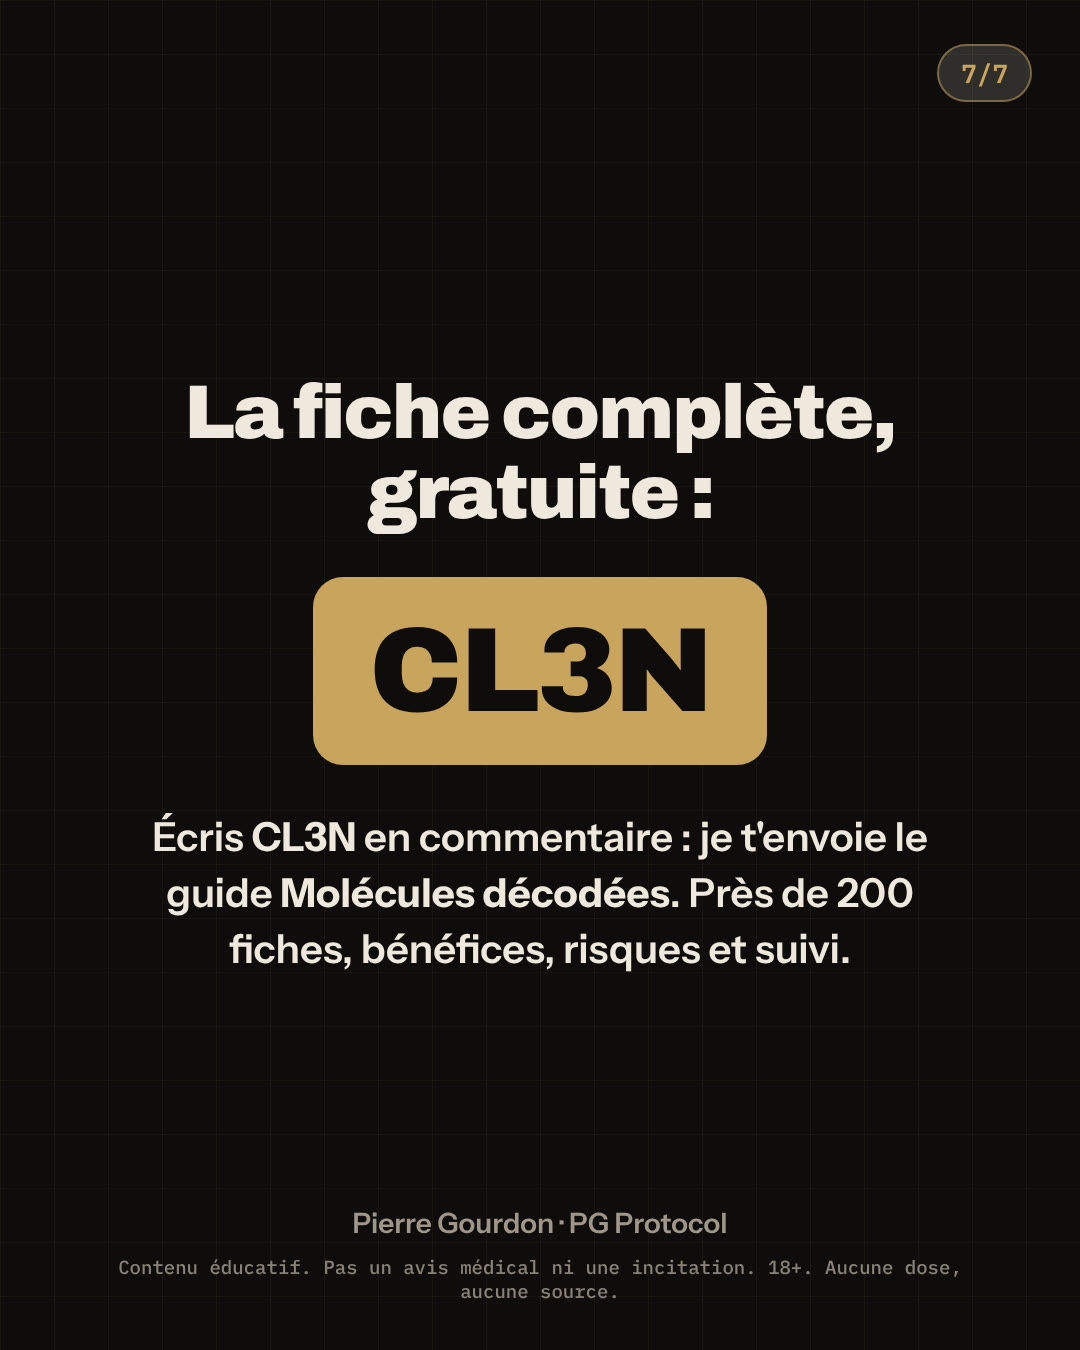 7/7
La fiche complète,
gratuite :
CL3N
Écris CL3N en commentaire : je t'envoie le
guide Molécules décodées. Près de 200
fiches, bénéfices, risques et suivi.
Pierre Gourdon · PG Protocol
Contenu éducatif. Pas un avis médical ni une incitation. 18+. Aucune dose,
aucune source.